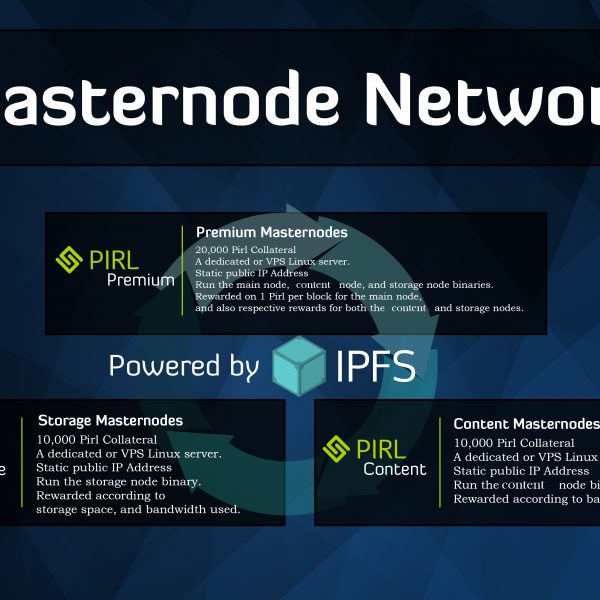 asternode Networ
PIRL
Premium
Premium Masternodes
20,000 Pirl Collateral
A dedicated or VPS Linux server.
Static public IP Address
Run the main node, content node, and storage node binaries.
Rewarded on 1 Pirl per block for the main node,
and also respective rewards for both the content and storage nodes.
Powered by IPFS
e
Storage Masternodes
10,000 Pirl Collateral
A dedicated or VPS Linux server.
Static public IP Address
Run the storage node binary.
Rewarded according to
storage space, and bandwidth used.
PIRL
Content
Content Masternodes
10,000 Pirl Collateral
A dedicated or VPS Linux
Static public IP Address
Run the content node bi
Rewarded according to ba